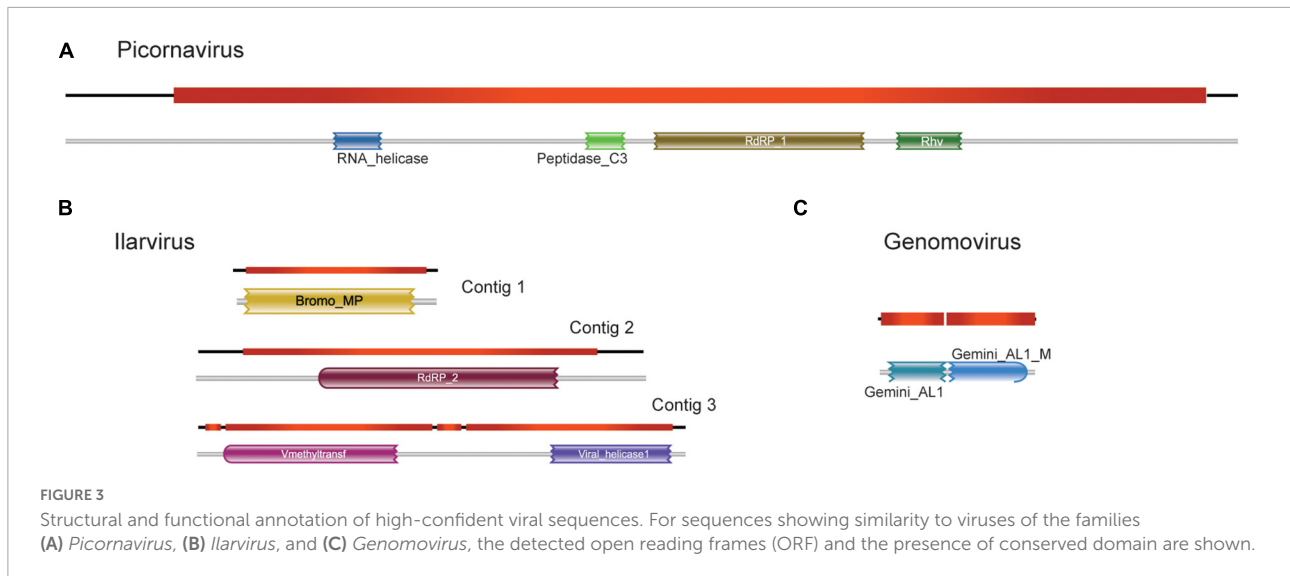 A
Picornavirus
RNA_helicase
Peptidase_C3
RdRP_1
Rhv
B
Ilarvirus
Bromo_MP
Contig 1
Contig 2
RdRP_2
Contig 3
Vmethyltransf
Viral_helicase1
C
Genomovirus
Gemini_AL1_M
Gemini_AL1
FIGURE 3
Structural and functional annotation of high-confident viral sequences. For sequences showing similarity to viruses of the families
(A) Picornavirus, (B) Ilarvirus, and (C) Genomovirus, the detected open reading frames (ORF) and the presence of conserved domain are shown.